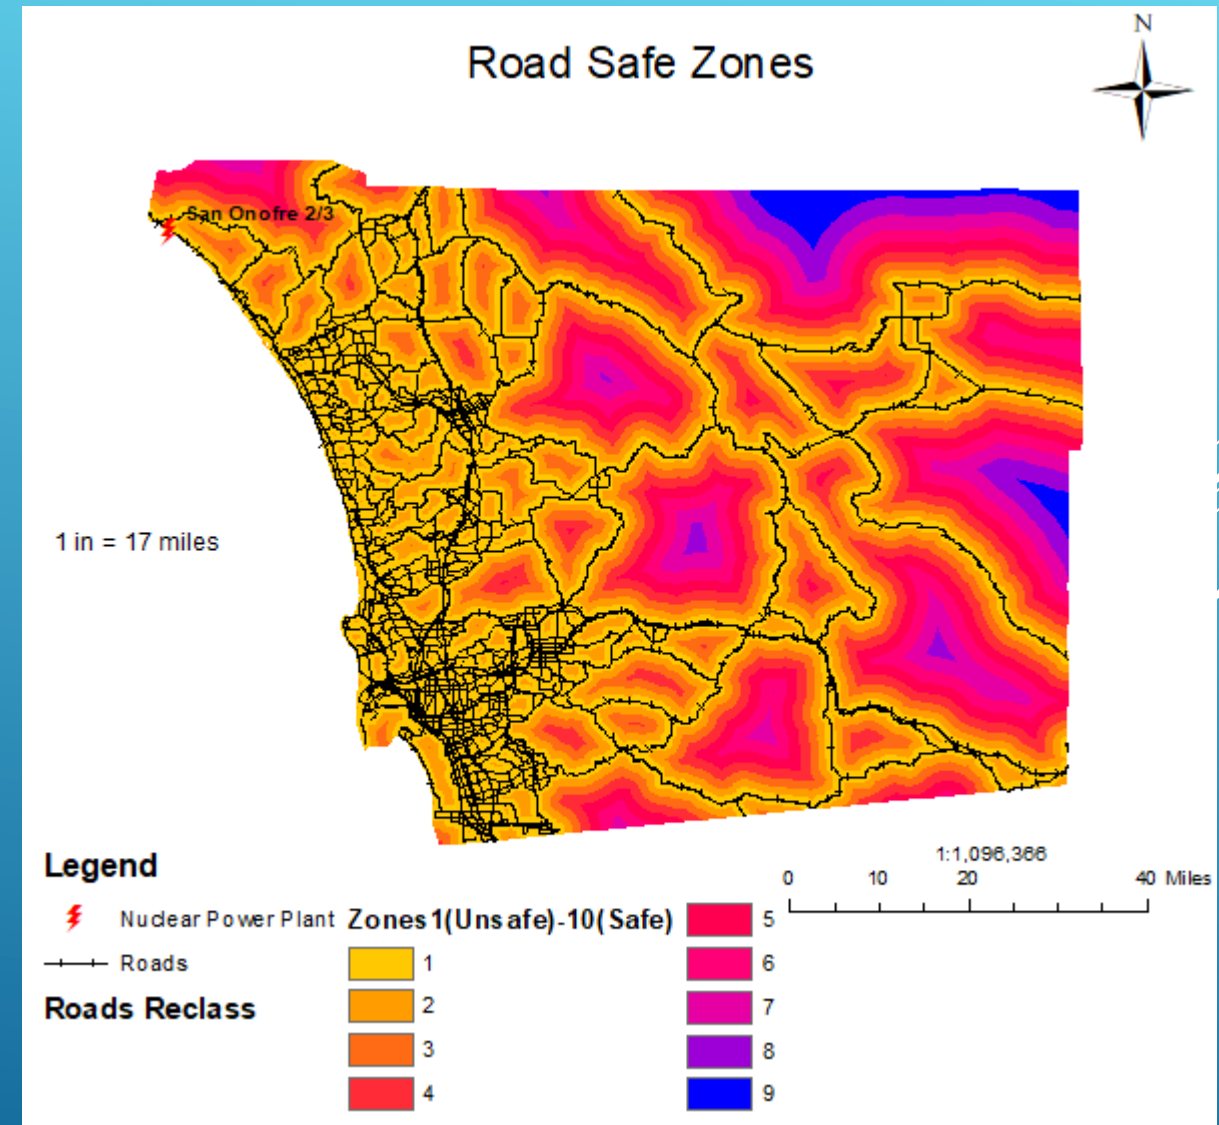 N
Road Safe Zones
San Onofre 2/3
1 in = 17 miles
1:1,096,366
0 10 20 40 Miles
Legend
Nuclear Power Plant
Roads
Roads Reclass
Zones1(Unsafe)-10(Safe)
1
2
3
4
5
6
7
8
9